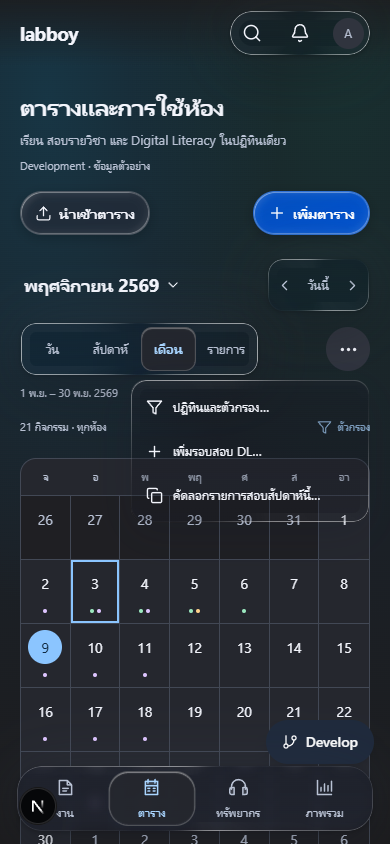 labboy
A
ตารางและการใช้ห้อง
เรียน สอบรายวิชา และ Digital Literacy ในปฏิทินเดียว
Development · ข้อมูลตัวอย่าง
นำเข้าตาราง
เพิ่มตาราง
พฤศจิกายน 2569
วันนี้
วัน สัปดาห์ เดือน รายการ
1 พ.ย. – 30 พ.ย. 2569
ปฏิทินและตัวกรอง...
21 กิจกรรม · ทุกห้อง
ตัวกรอง
เพิ่มรอบสอบ DL...
จ อ พ พฤ ศ ส อา
คัดลอกรายการสอบสัปดาห์นี้...
26 27 28 29 30 31 1
2 3 4 5 6 7 8
9 10 11 12 13 14 15
16 17 18 19 20 21 22
Develop
N
งาน ตาราง ทรัพยากร ภาพรวม
30 1 2 3 4 5 6